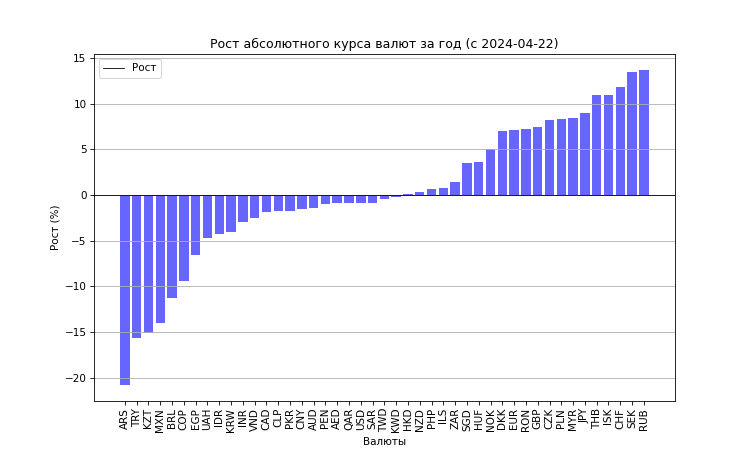 Рост абсолютного курса валют за год (с 2024-04-22)
Рост
15
10
5
0
−5
−10
−15
−20
Рост (%)
ARS TRY KZT MXN BRL COP EGP UAH IDR KRW INR VND CAD CLP PKR CNY AUD PEN AED QAR USD SAR TWD KWD HKD NZD PHP ILS ZAR SGD HUF NOK DKK EUR RON GBP CZK PLN MYR JPY THB ISK CHF SEK RUB
Валюты